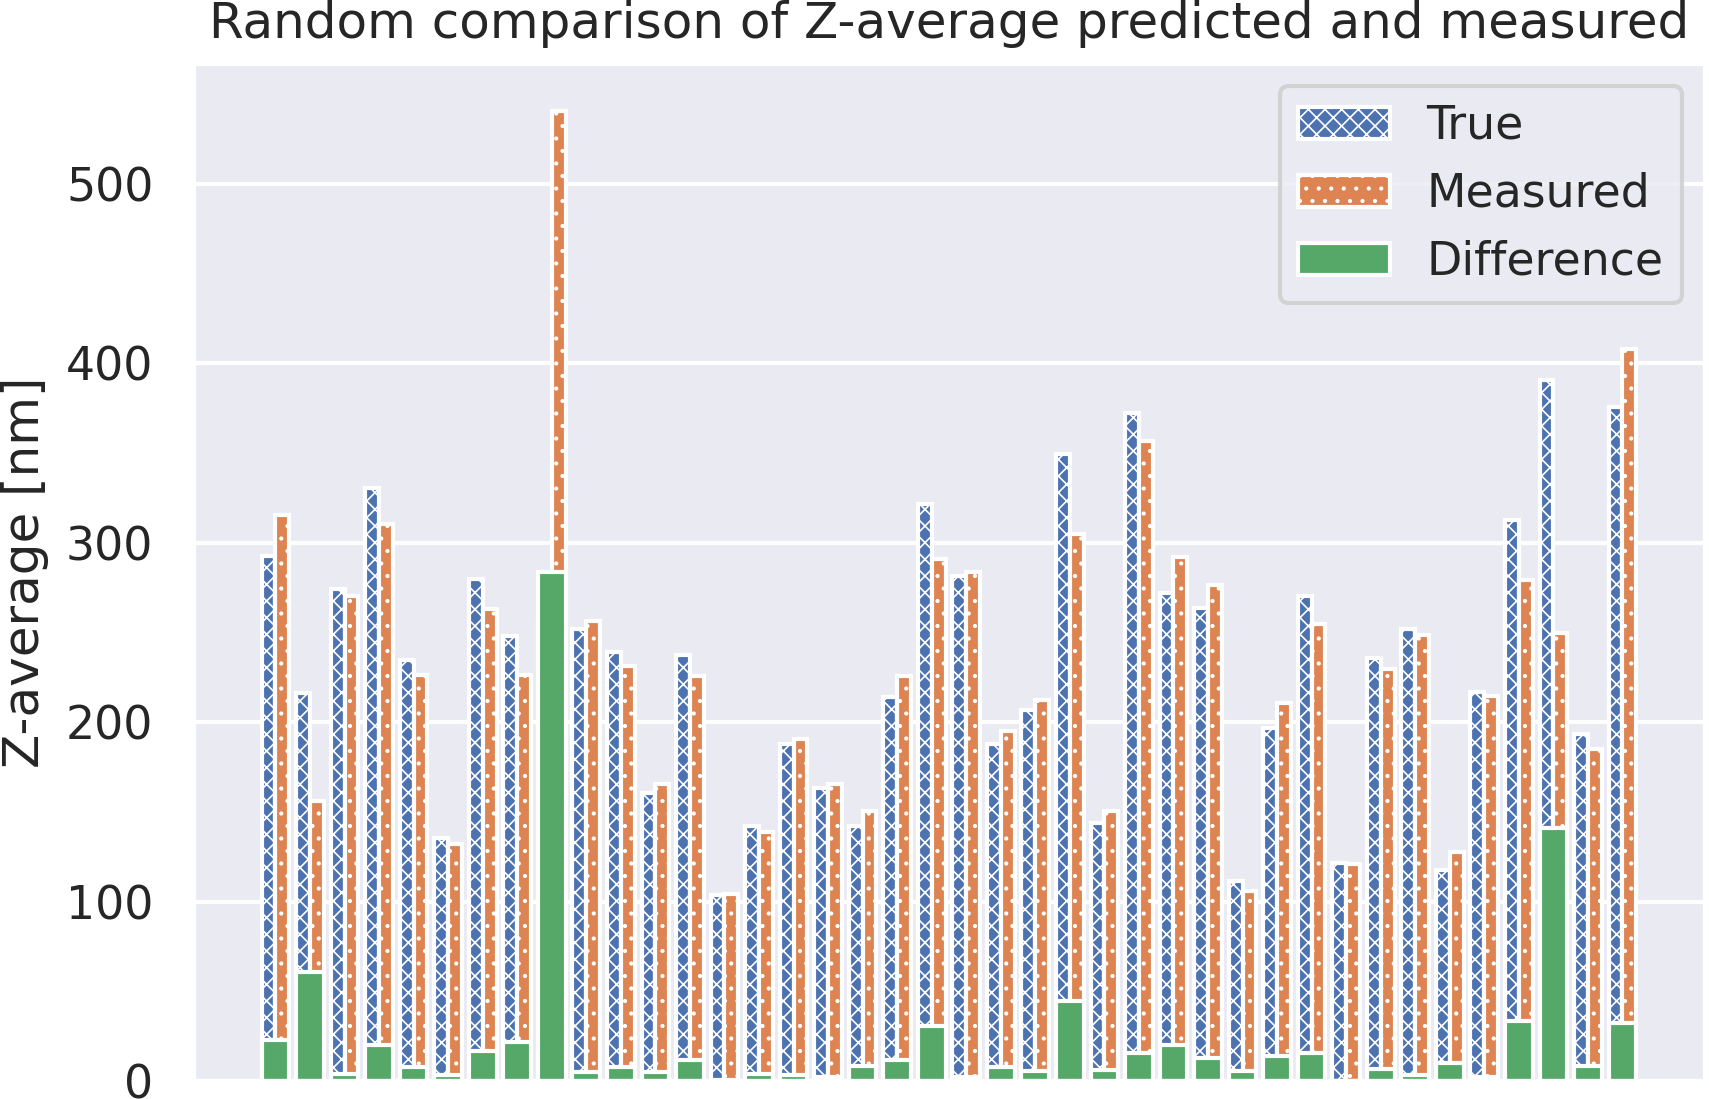 Random comparison of Z-average predicted and measured
Z-average [nm]
500
400
300
200
100
0
True
Measured
Difference